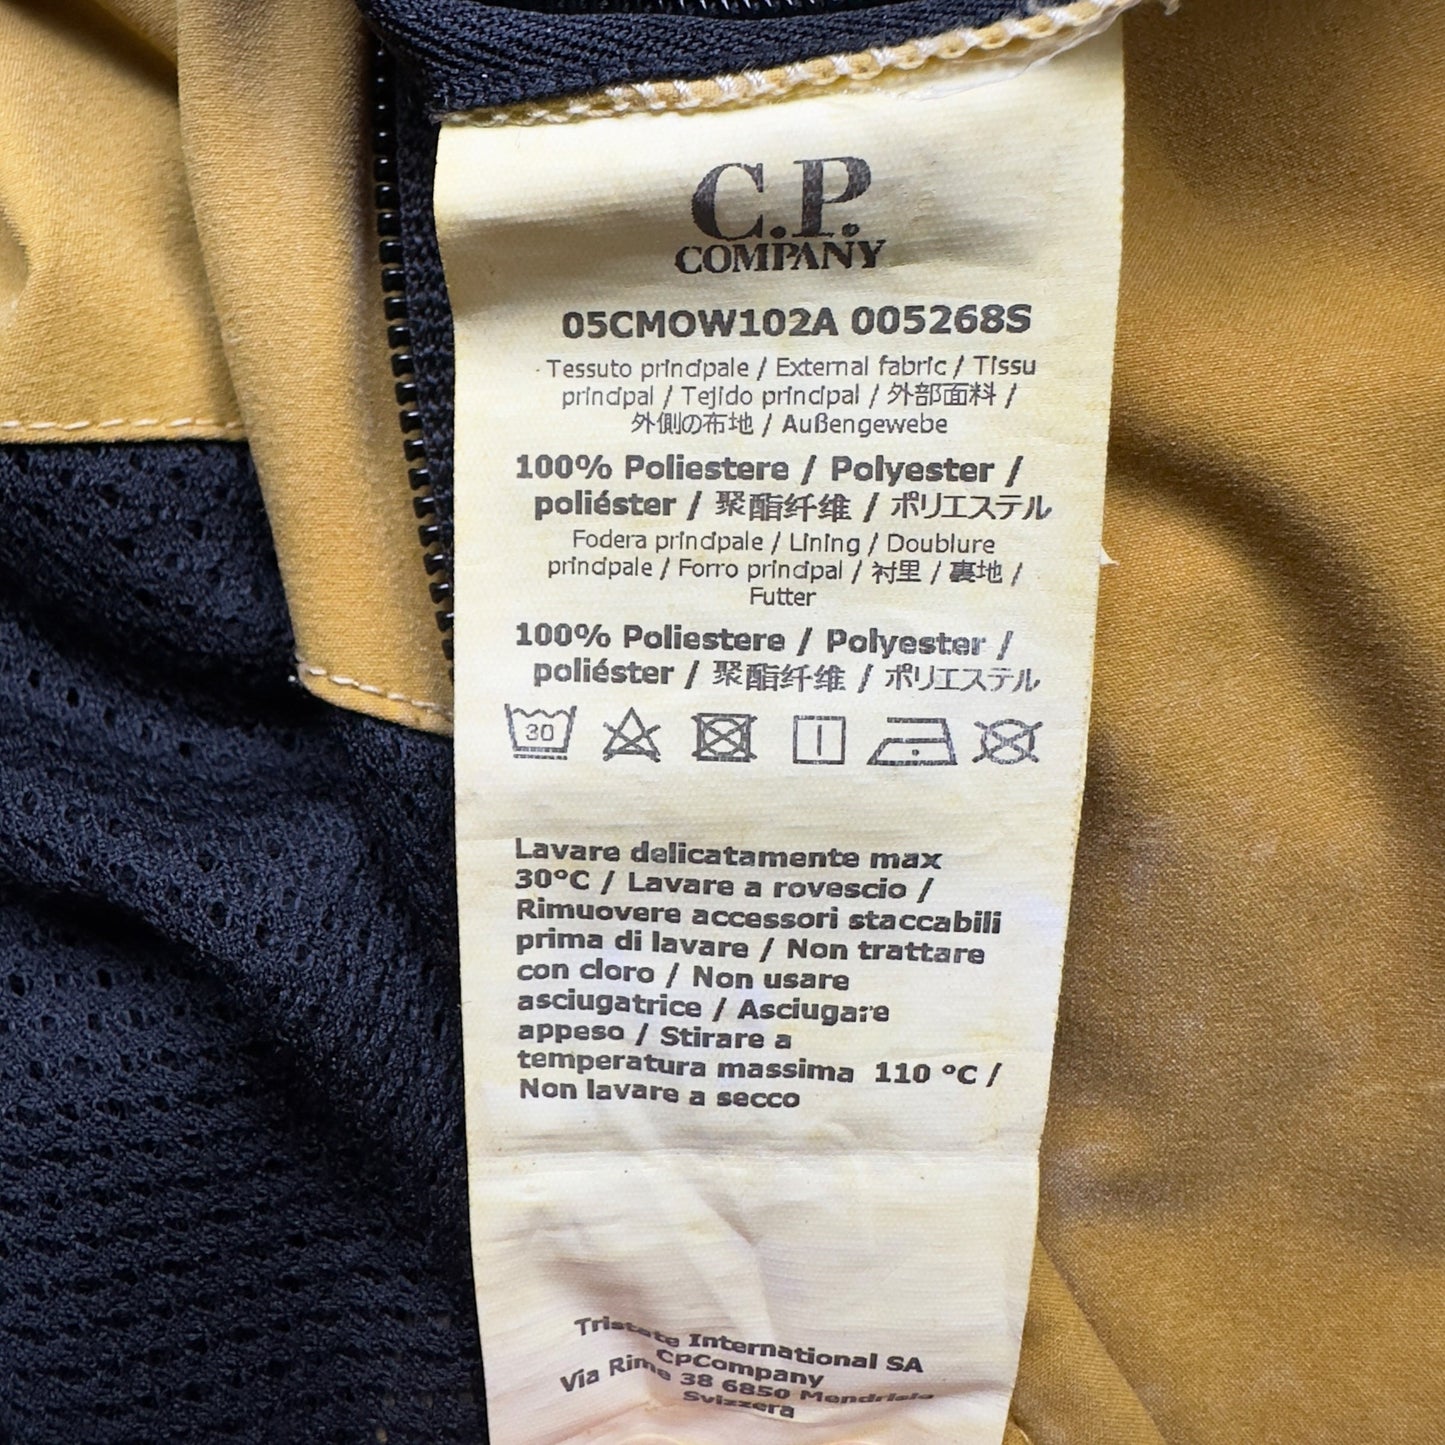 C.P.
COMPANY
05CMOW102A 005268S
Tessuto principale / External fabric / Tissu
principal / Tejido principal / 外部面料 /
外側の布地 / Außengewebe
100% Poliestere / Polyester /
poliéster / 聚酯纤维 / ポリエステル
Fodera principale / Lining / Doublure
principale / Forro principal / 衬里 / 裏地 /
Futter
100% Poliestere / Polyester /
poliéster / 聚酯纤维 / ポリエステル
30
Lavare delicatamente max
30°C / Lavare a rovescio /
Rimuovere accessori staccabili
prima di lavare / Non trattare
con cloro / Non usare
asciugatrice / Asciugare
appeso / Stirare a
temperatura massima 110 °C /
Non lavare a secco
Tristate International SA
CPCompany
Via Rime 38 6850 Mendrisio
Svizzera